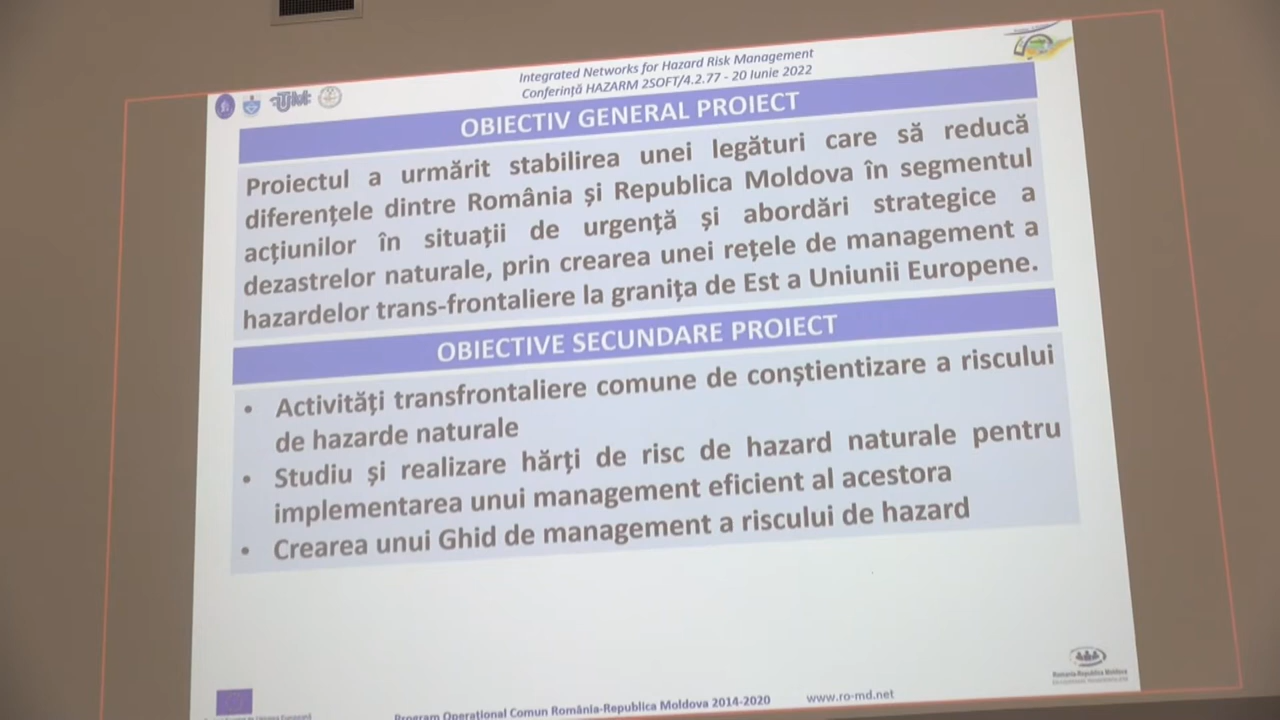 Integrated Networks for Hazard Risk Management
Conferință HAZARM 2SOFT/4.2.77 - 20 Iunie 2022
UTM
OBIECTIV GENERAL PROIECT
Proiectul a urmărit stabilirea unei legături care să reducă
diferențele dintre România și Republica Moldova în segmentul
acțiunilor în situații de urgență și abordări strategice a
dezastrelor naturale, prin crearea unei rețele de management a
hazardelor trans-frontaliere la granița de Est a Uniunii Europene.
OBIECTIVE SECUNDARE PROIECT
• Activități transfrontaliere comune de conștientizare a riscului
de hazarde naturale
• Studiu și realizare hărți de risc de hazard naturale pentru
implementarea unui management eficient al acestora
• Crearea unui Ghid de management a riscului de hazard
Romania-Republica Moldova
Program Operațional Comun România-Republica Moldova 2014-2020
www.ro-md.net